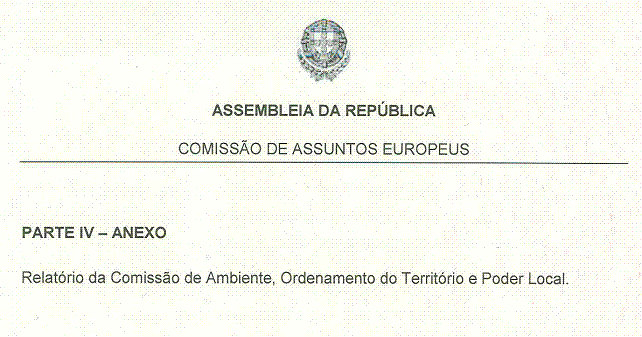 ASSEMBLEIA DA REPÚBLICA
COMISSÃO DE ASSUNTOS EUROPEUS
PARTE IV – ANEXO
Relatório da Comissão de Ambiente, Ordenamento do Território e Poder Local.